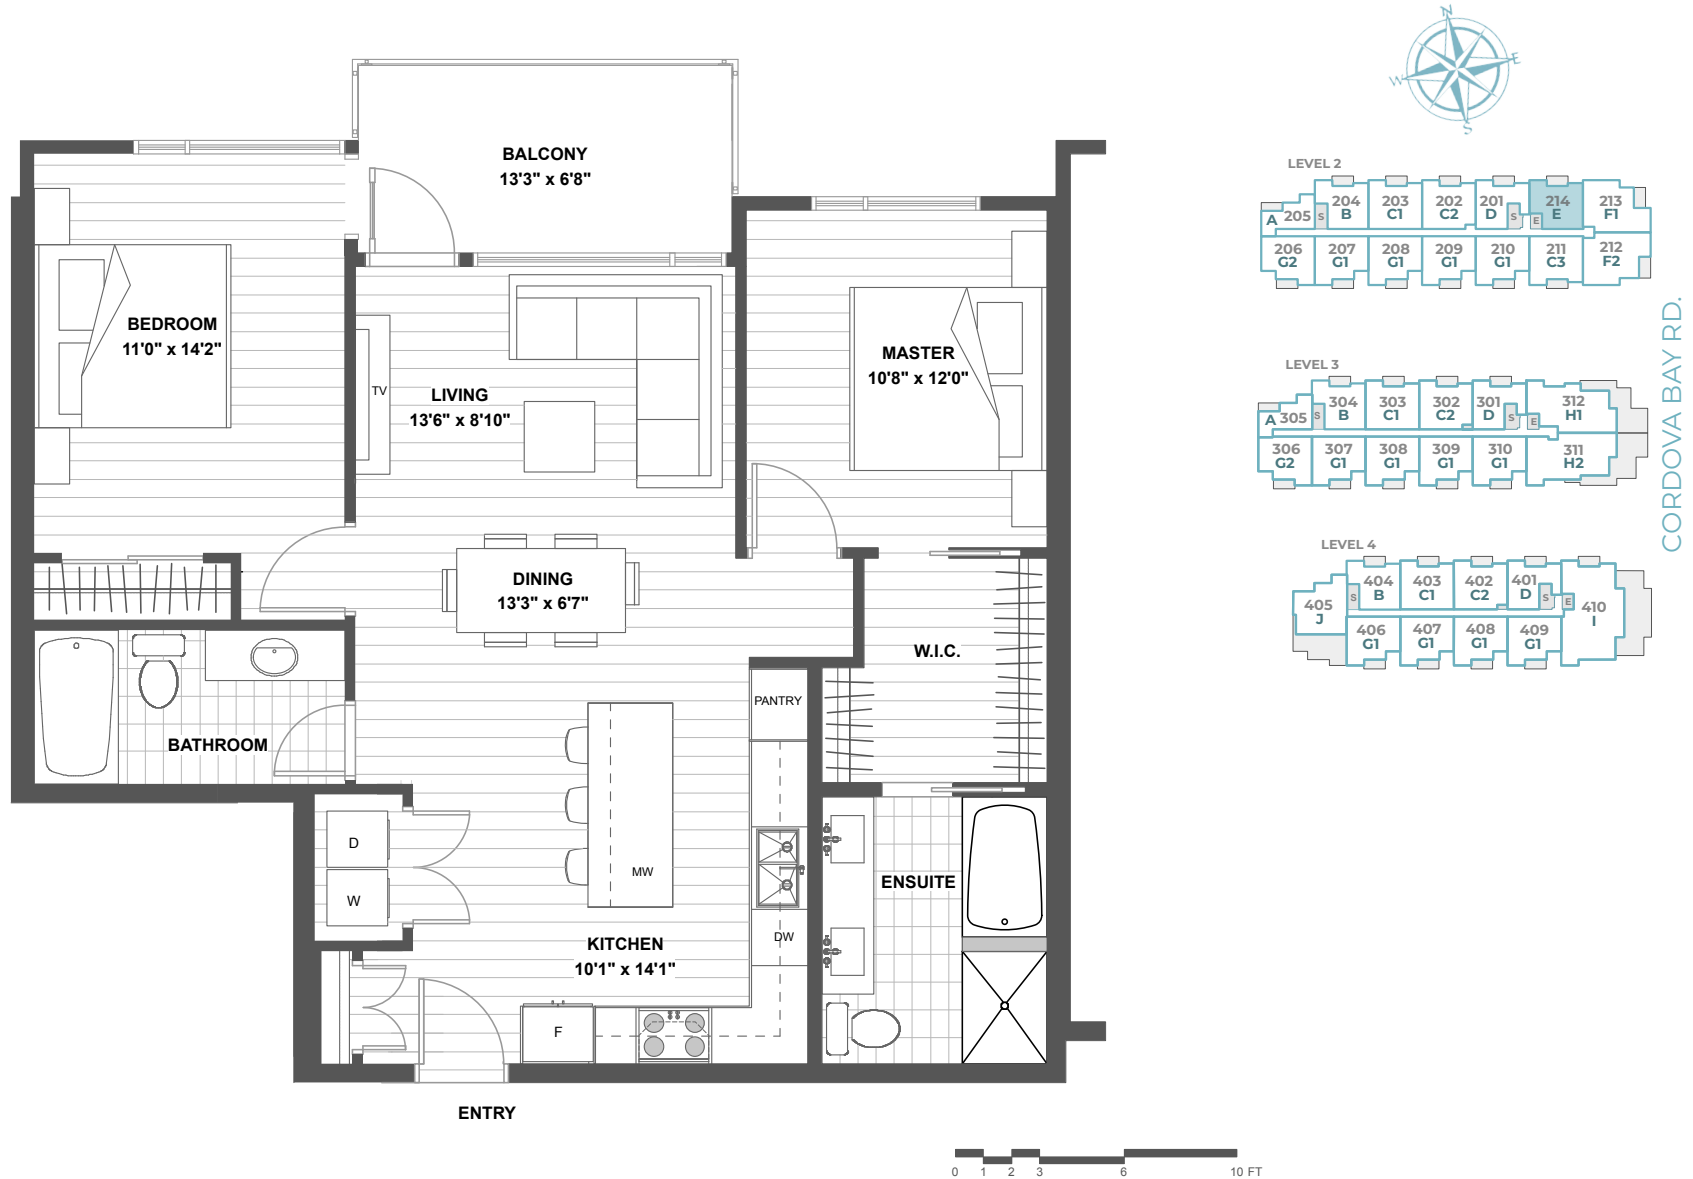 BALCONY
13'3" x 6'8"
BEDROOM
11'0" x 14'2"
TV
LIVING
13'6" x 8'10"
MASTER
10'8" x 12'0"
DINING
13'3" x 6'7"
W.I.C.
PANTRY
BATHROOM
D
W
MW
DW
ENSUITE
KITCHEN
10'1" x 14'1"
F
ENTRY
0 1 2 3 6 10 FT
N
E
S
W
LEVEL 2
A 205
S
204
B
203
C1
202
C2
201
D
S
E
214
E
213
F1
206
G2
207
G1
208
G1
209
G1
210
G1
211
C3
212
F2
LEVEL 3
A 305
S
304
B
303
C1
302
C2
301
D
S
E
312
H1
306
G2
307
G1
308
G1
309
G1
310
G1
311
H2
LEVEL 4
405
J
S
404
B
403
C1
402
C2
401
D
S
E
410
I
406
G1
407
G1
408
G1
409
G1
CORDOVA BAY RD.